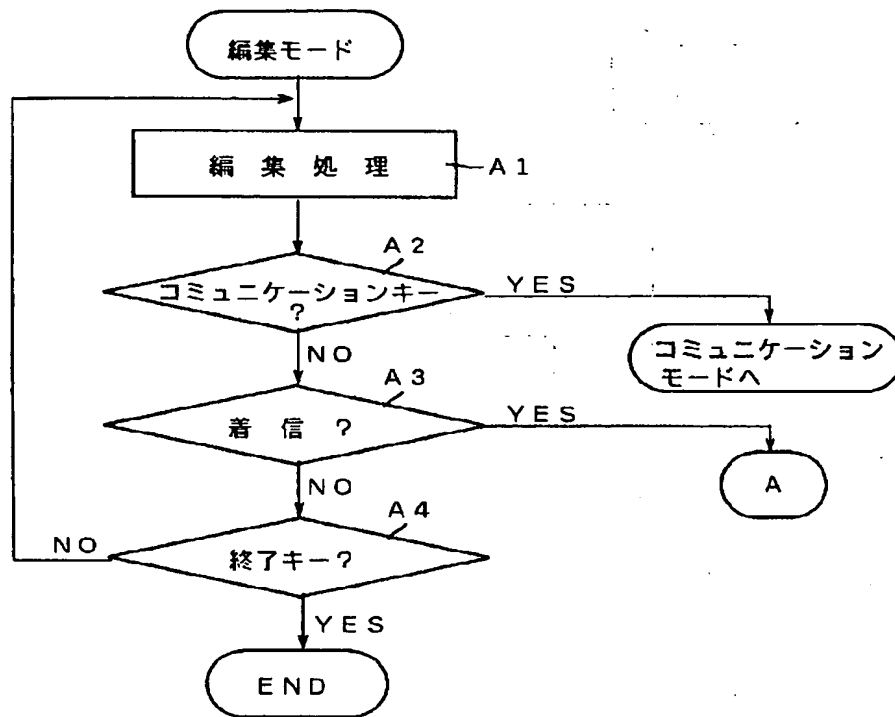 編集モード
編集処理
A1
A2
コミュニケーションキー
?
YES
コミュニケーション
モードへ
NO
A3
着信?
YES
A
NO
A4
終了キー?
NO
YES
END